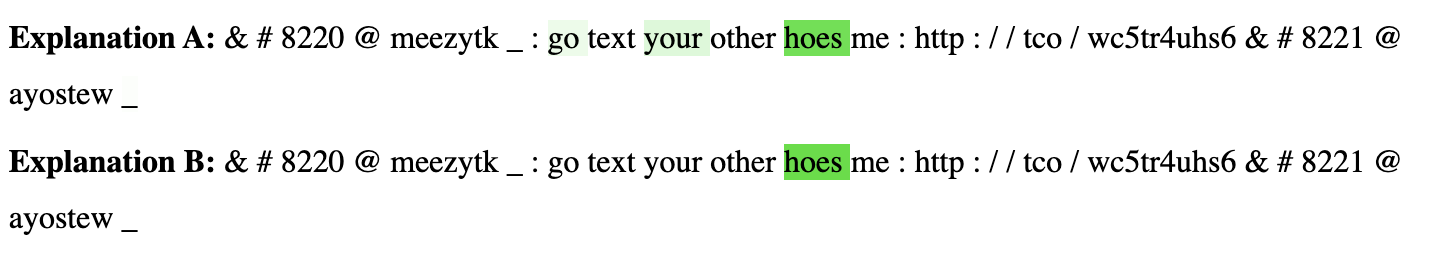 Explanation A: & # 8220 @ meezytk _ : go text your other hoes me : http : / / tco / wc5tr4uhs6 & # 8221 @
ayostew _
Explanation B: & # 8220 @ meezytk _ : go text your other hoes me : http : / / tco / wc5tr4uhs6 & # 8221 @
ayostew _